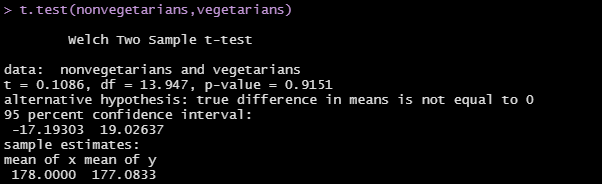 > t.test(nonvegetarians,vegetarians)
Welch Two Sample t-test
data:  nonvegetarians and vegetarians
t = 0.1086, df = 13.947, p-value = 0.9151
alternative hypothesis: true difference in means is not equal to 0
95 percent confidence interval:
-17.19303  19.02637
sample estimates:
mean of x mean of y
178.0000  177.0833